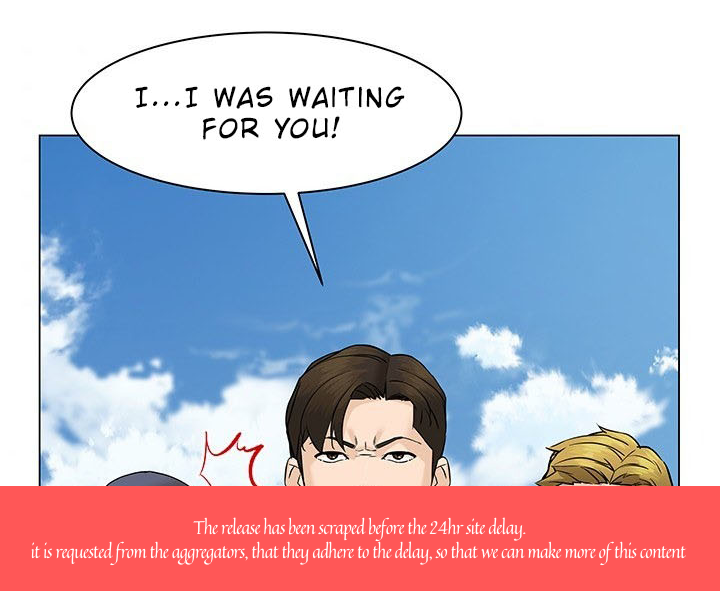 I...I WAS WAITING
FOR YOU!
The release has been scraped before the 24hr site delay.
it is requested from the aggregators, that they adhere to the delay, so that we can make more of this content